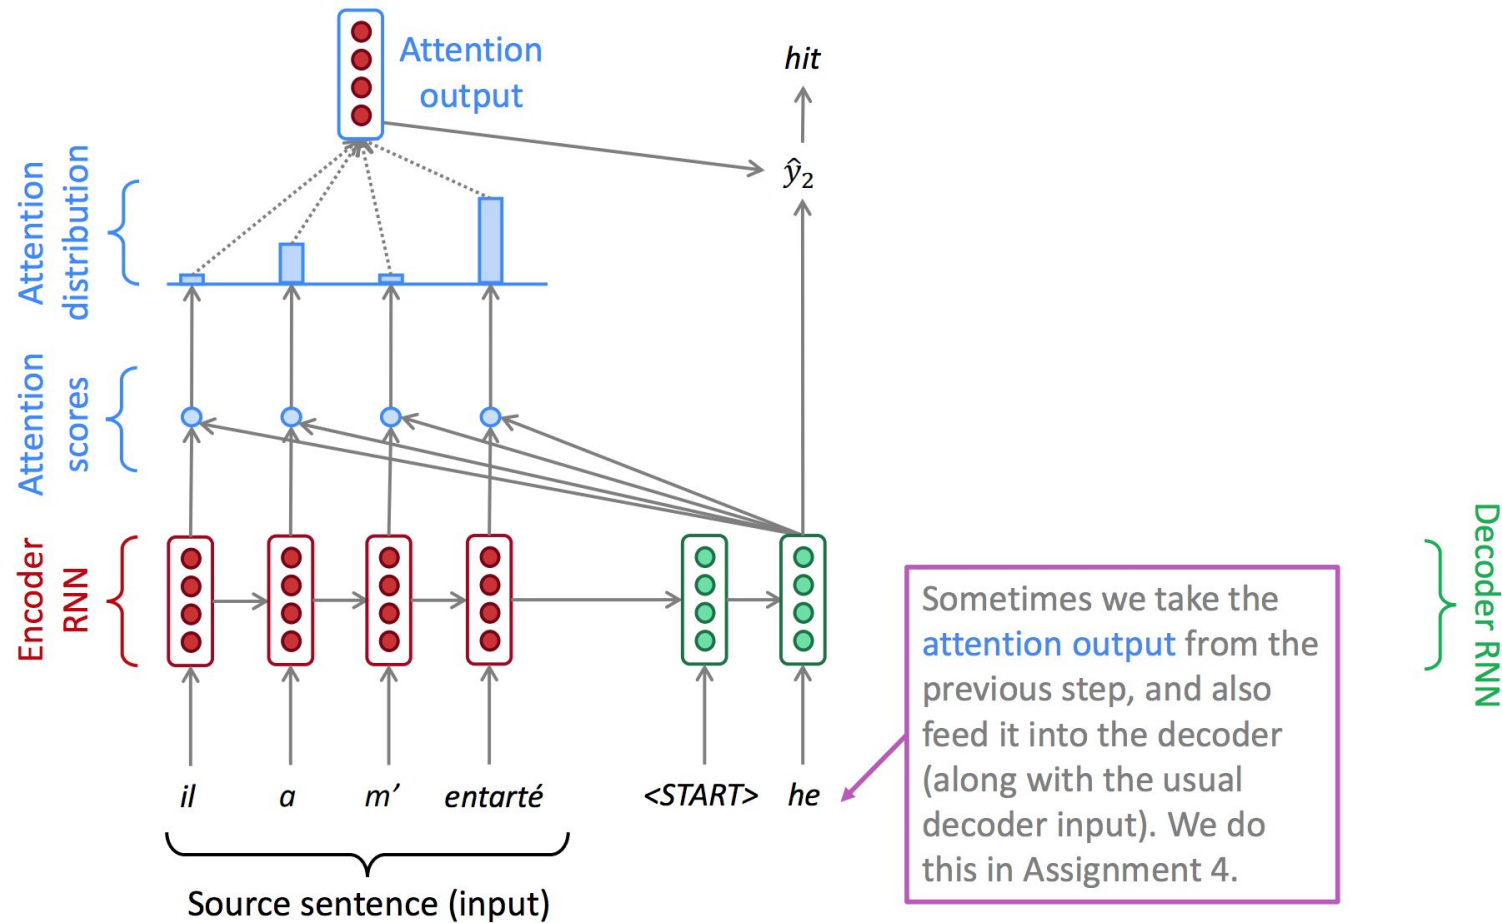 Attention
output
hit
ŷ₂
Attention
distribution
Attention
scores
Encoder
RNN
Decoder RNN
Sometimes we take the
attention output from the
previous step, and also
feed it into the decoder
(along with the usual
decoder input). We do
this in Assignment 4.
il a m’ entarté <START> he
Source sentence (input)